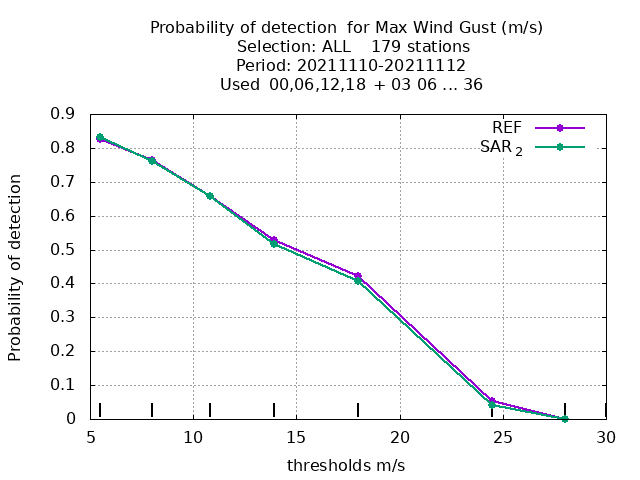 Probability of detection  for Max Wind Gust (m/s)
Selection: ALL    179 stations
Period: 20211110-20211112
Used  00,06,12,18  + 03 06 ... 36
REF
SAR 2
Probability of detection
0.9
0.8
0.7
0.6
0.5
0.4
0.3
0.2
0.1
0
5 10 15 20 25 30
thresholds m/s